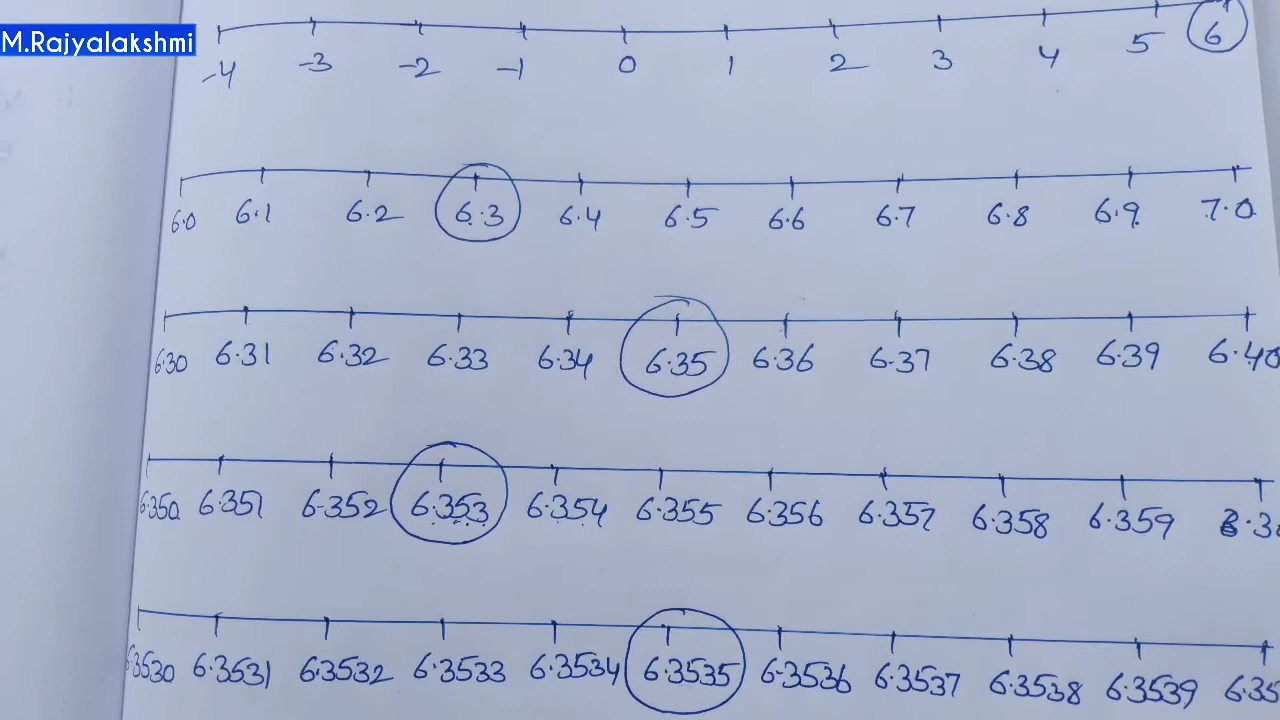 M.Rajyalakshmi
-4 -3 -2 -1 0 1 2 3 4 5 6
6.0 6.1 6.2 6.3 6.4 6.5 6.6 6.7 6.8 6.9 7.0
6.30 6.31 6.32 6.33 6.34 6.35 6.36 6.37 6.38 6.39 6.40
6.350 6.351 6.352 6.353 6.354 6.355 6.356 6.357 6.358 6.359
6.3531 6.3532 6.3533 6.3534 6.3535 6.3536 6.3537 6.3538 6.3539